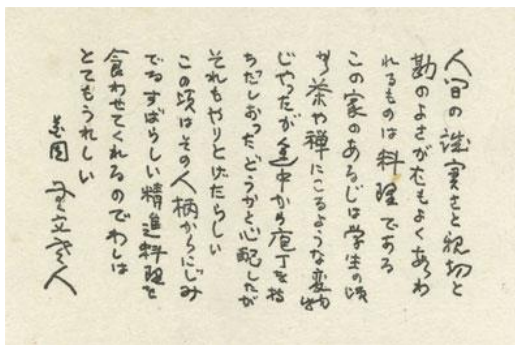 人间の誠実さと親切と
勘のよさがもっともよくあらわ
れるものは料理である
この家のあるじは学生の頃
から茶や禅にこるような変物
じゃったが途中から庖丁を持
ちだしおったどうかと心配したが
それもやりとげたらしい
この頃はその人柄からにじみ
でるすばらしい精進料理を
食わせてくれるのでわしは
とてもうれしい